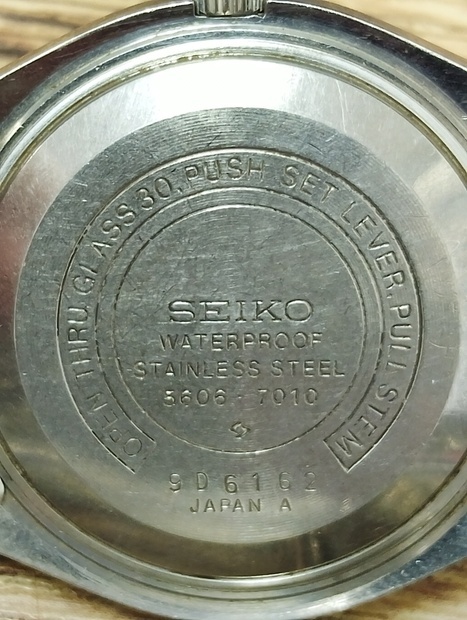 OPEN THRU GLASS 30, PUSH SET LEVER, PULL STEM
SEIKO
WATERPROOF
STAINLESS STEEL
5606-7010
9D6162
JAPAN A